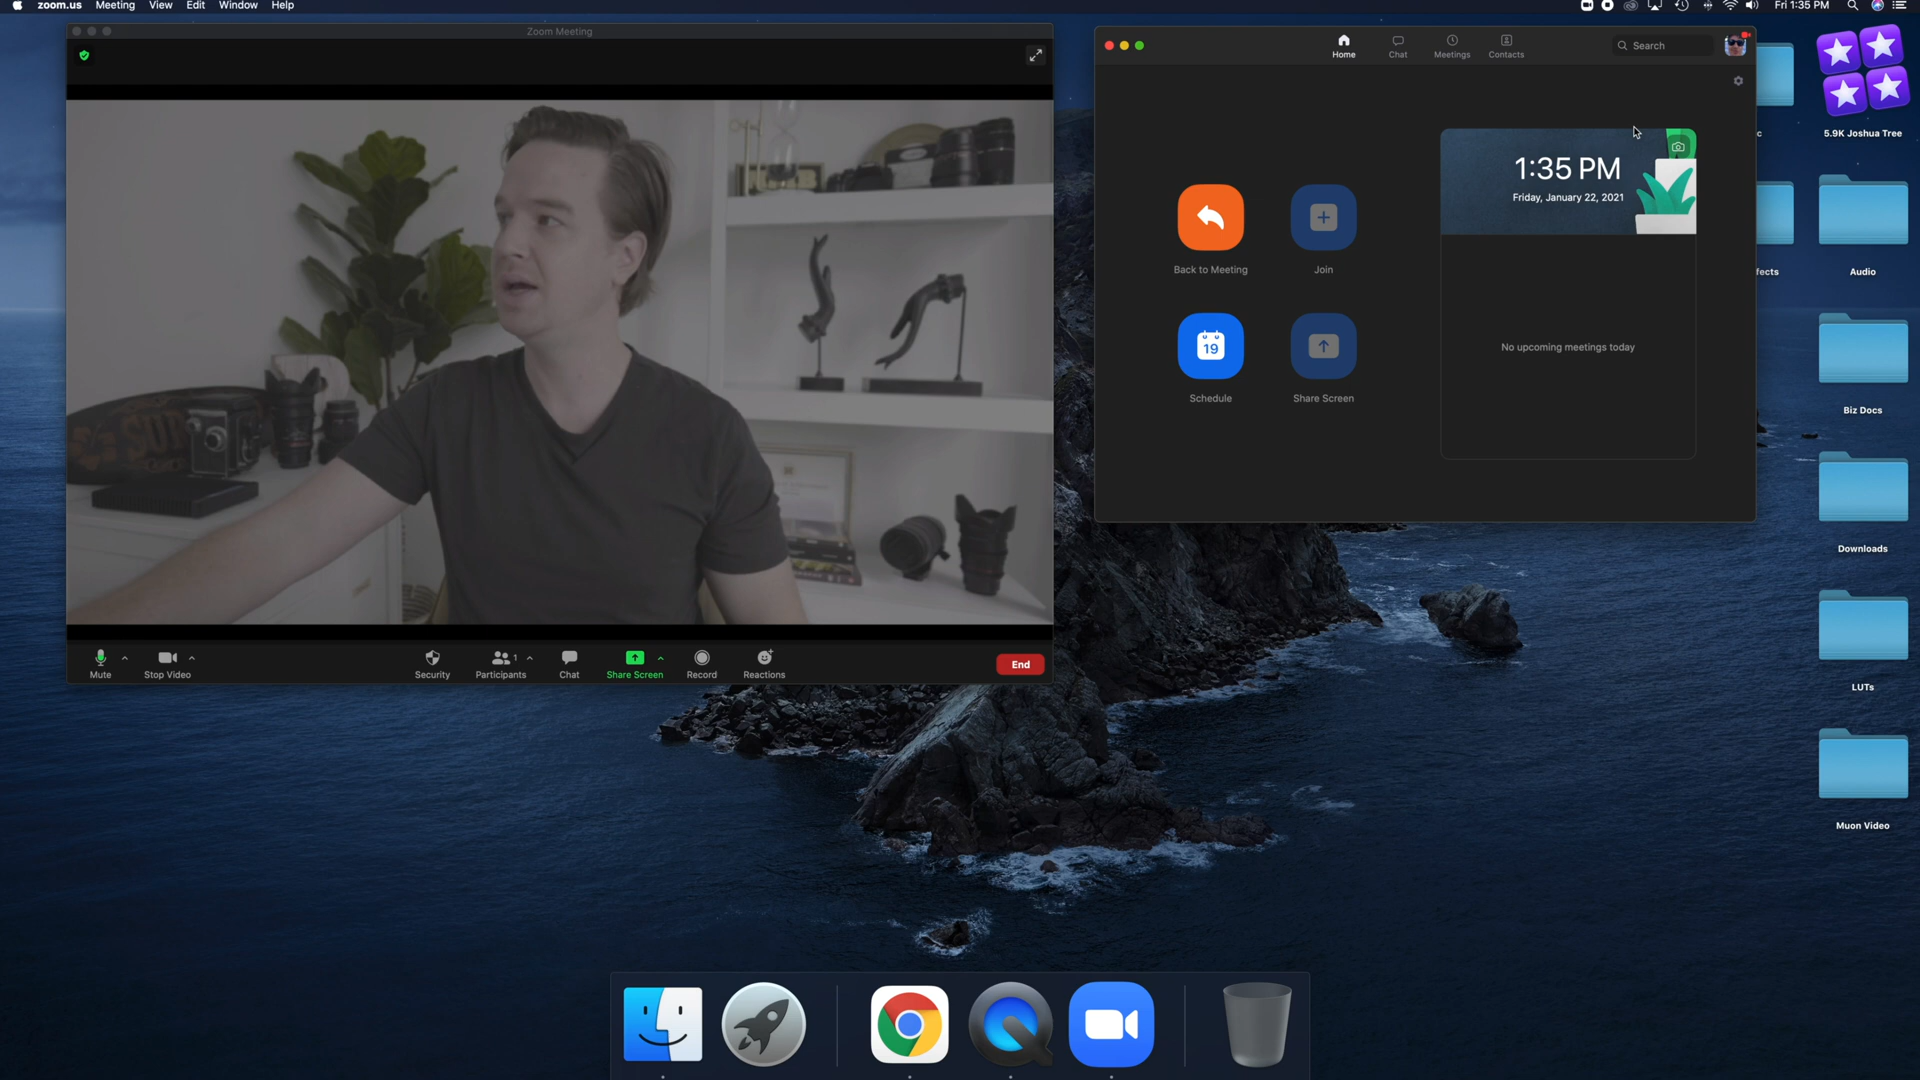 zoom.us Meeting View Edit Window Help
Fri 1:35 PM
Zoom Meeting
Mute
Stop Video
Security
1
Participants
Chat
Share Screen
Record
Reactions
End
Home
Chat
Meetings
Contacts
Search
Back to Meeting
Join
19
Schedule
Share Screen
1:35 PM
Friday, January 22, 2021
No upcoming meetings today
5.9K Joshua Tree
fects
Audio
Biz Docs
Downloads
LUTs
Muon Video